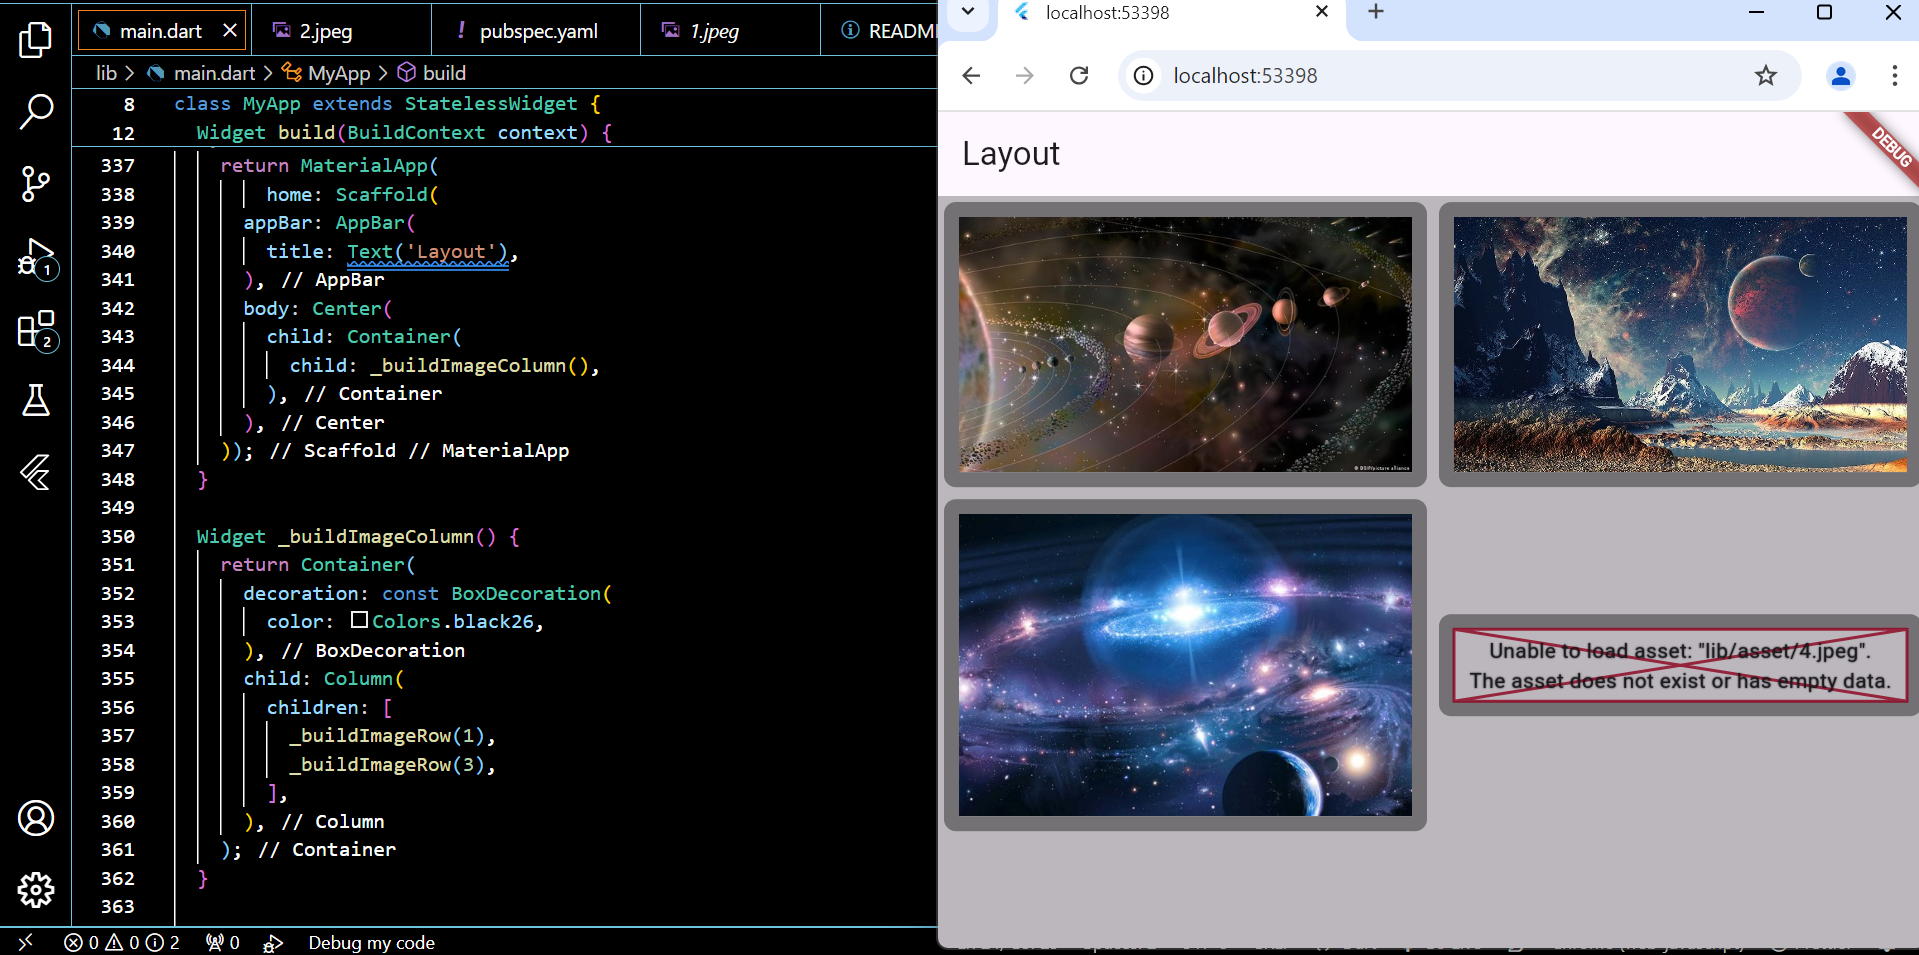 main.dart
2.jpeg
! pubspec.yaml
1.jpeg
READM
lib > main.dart > MyApp > build
8 class MyApp extends StatelessWidget {
12 Widget build(BuildContext context) {
337 return MaterialApp(
338 home: Scaffold(
339 appBar: AppBar(
340 title: Text('Layout'),
341 ), // AppBar
342 body: Center(
343 child: Container(
344 child: _buildImageColumn(),
345 ), // Container
346 ), // Center
347 )); // Scaffold // MaterialApp
348 }
349
350 Widget _buildImageColumn() {
351 return Container(
352 decoration: const BoxDecoration(
353 color: Colors.black26,
354 ), // BoxDecoration
355 child: Column(
356 children: [
357 _buildImageRow(1),
358 _buildImageRow(3),
359 ],
360 ), // Column
361 ); // Container
362 }
363
1
2
0 0 2 0 Debug my code
localhost:53398
localhost:53398
Layout
DEBUG
Unable to load asset: "lib/asset/4.jpeg".
The asset does not exist or has empty data.